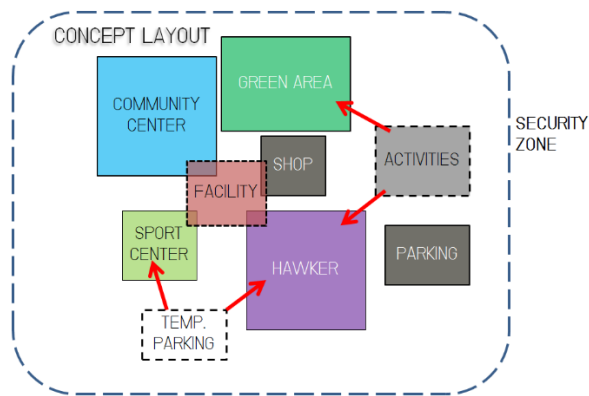 CONCEPT LAYOUT
GREEN AREA
COMMUNITY
CENTER
SECURITY
ZONE
SHOP
ACTIVITIES
FACILITY
SPORT
CENTER
PARKING
HAWKER
TEMP.
PARKING